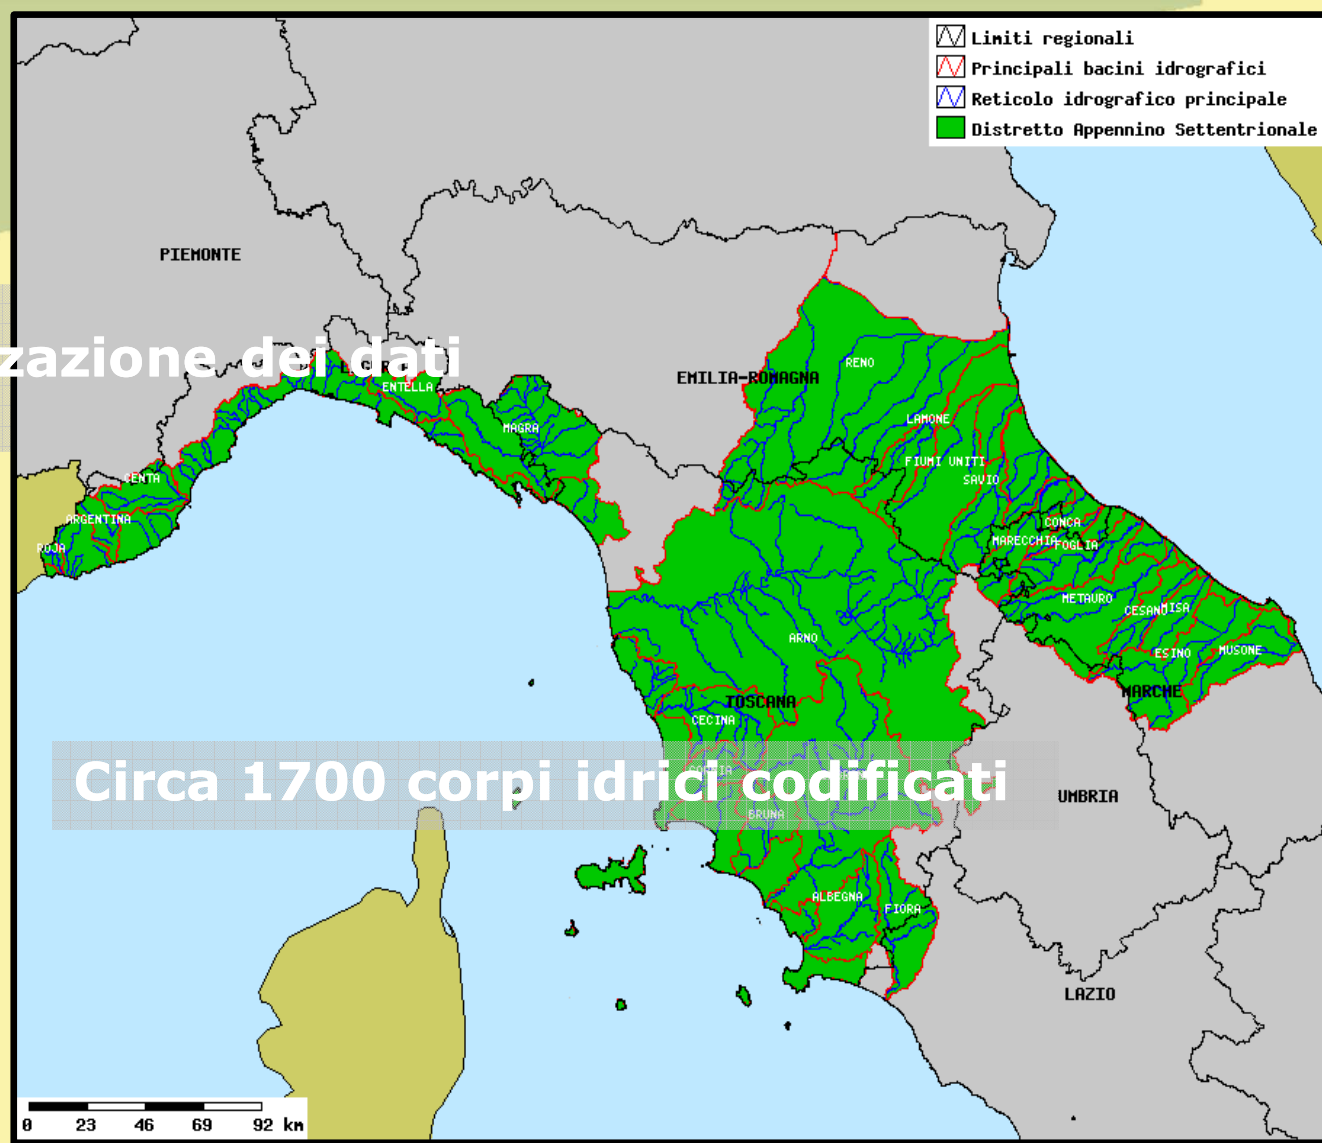 Limiti regionali
Principali bacini idrografici
Reticolo idrografico principale
Distretto Appennino Settentrionale
PIEMONTE
zazione dei dati
ENTELLA
EMILIA-ROMAGNA
RENO
MAGRA
LAMONE
FIUMI UNITI
SAVIO
CENTA
ARGENTINA
ROJA
CONCA
MARECCHIA
FOGLIA
METAURO
CESANO
MISA
ARNO
ESINO
MUSONE
MARCHE
TOSCANA
CECINA
Circa 1700 corpi idrici codificati
UMBRIA
BRUNA
ALBEGNA
FIORA
LAZIO
0 23 46 69 92 km